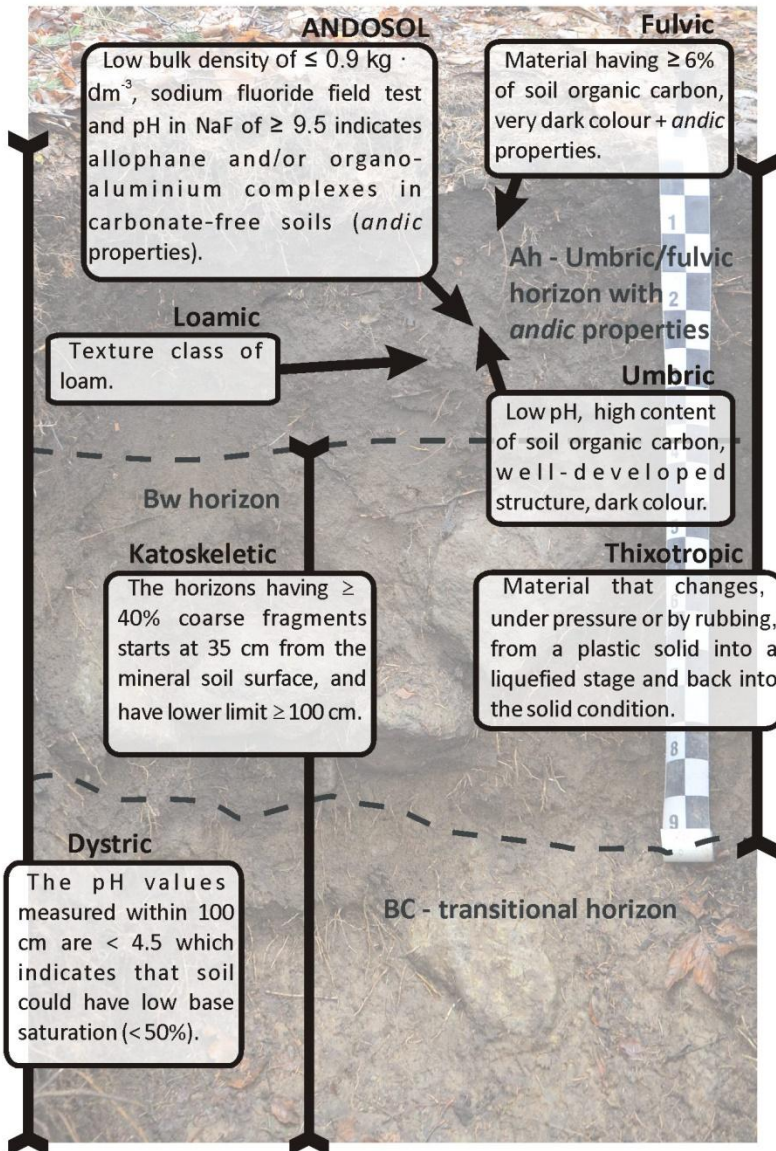 ANDOSOL
Low bulk density of ≤ 0.9 kg ·
dm⁻³, sodium fluoride field test
and pH in NaF of ≥ 9.5 indicates
allophane and/or organo-
aluminium complexes in
carbonate-free soils (andic
properties).
Fulvic
Material having ≥ 6%
of soil organic carbon,
very dark colour + andic
properties.
1
Ah - Umbric/fulvic
horizon with
andic properties
2
Loamic
Texture class of
loam.
Umbric
Low pH, high content
of soil organic carbon,
well-developed
structure, dark colour.
Bw horizon
Katoskeletic
The horizons having ≥
40% coarse fragments
starts at 35 cm from the
mineral soil surface, and
have lower limit ≥ 100 cm.
Thixotropic
Material that changes,
under pressure or by rubbing,
from a plastic solid into a
liquefied stage and back into
the solid condition.
8
9
Dystric
The pH values
measured within 100
cm are < 4.5 which
indicates that soil
could have low base
saturation (< 50%).
BC - transitional horizon